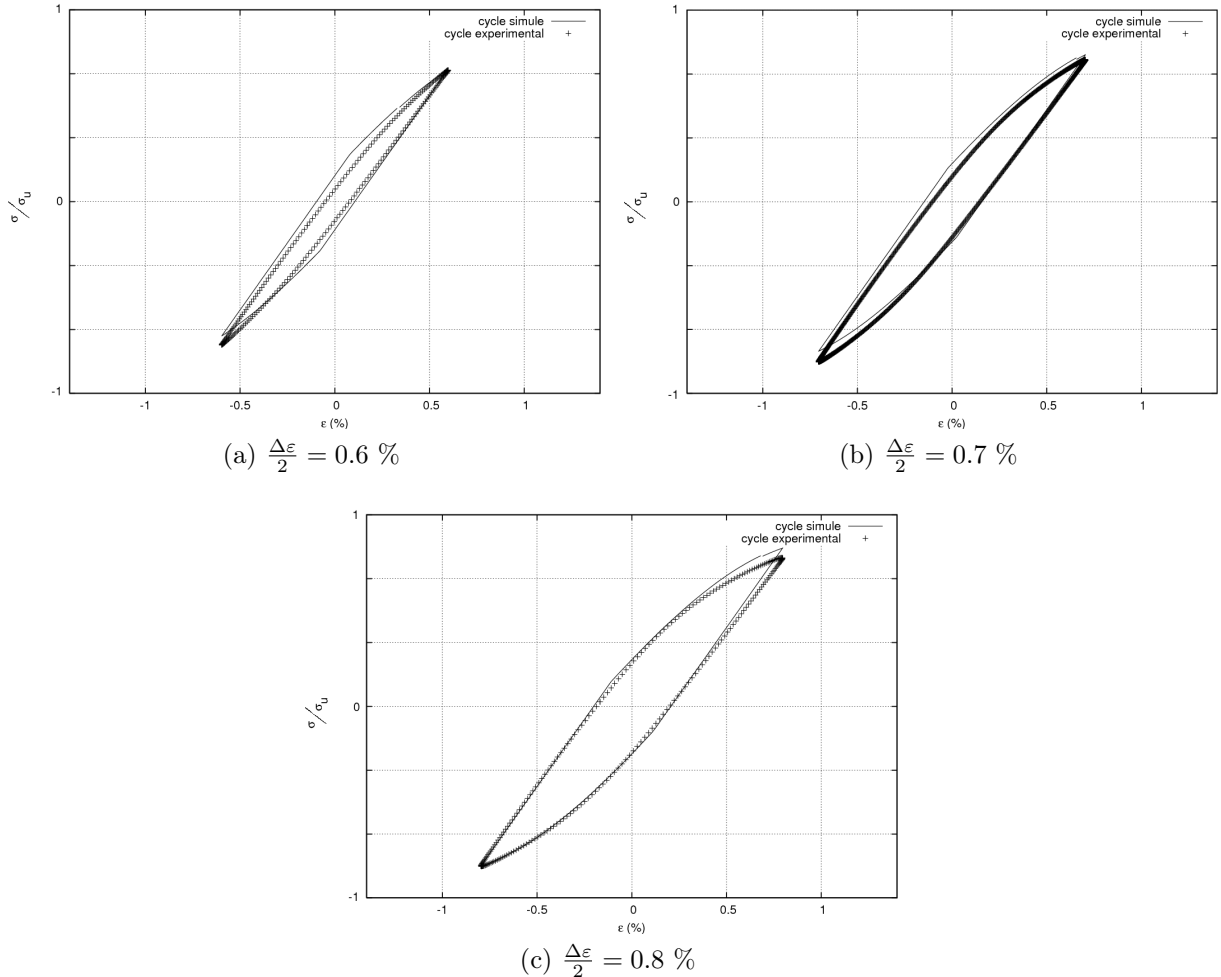 1
cycle simule
cycle experimental
σ/σu
0
-1
-1
-0.5
0
0.5
1
ε (%)
(a) Δε/2 = 0.6 %
1
cycle simule
cycle experimental
σ/σu
0
-1
-1
-0.5
0
0.5
1
ε (%)
(b) Δε/2 = 0.7 %
1
cycle simule
cycle experimental
σ/σu
0
-1
-1
-0.5
0
0.5
1
ε (%)
(c) Δε/2 = 0.8 %